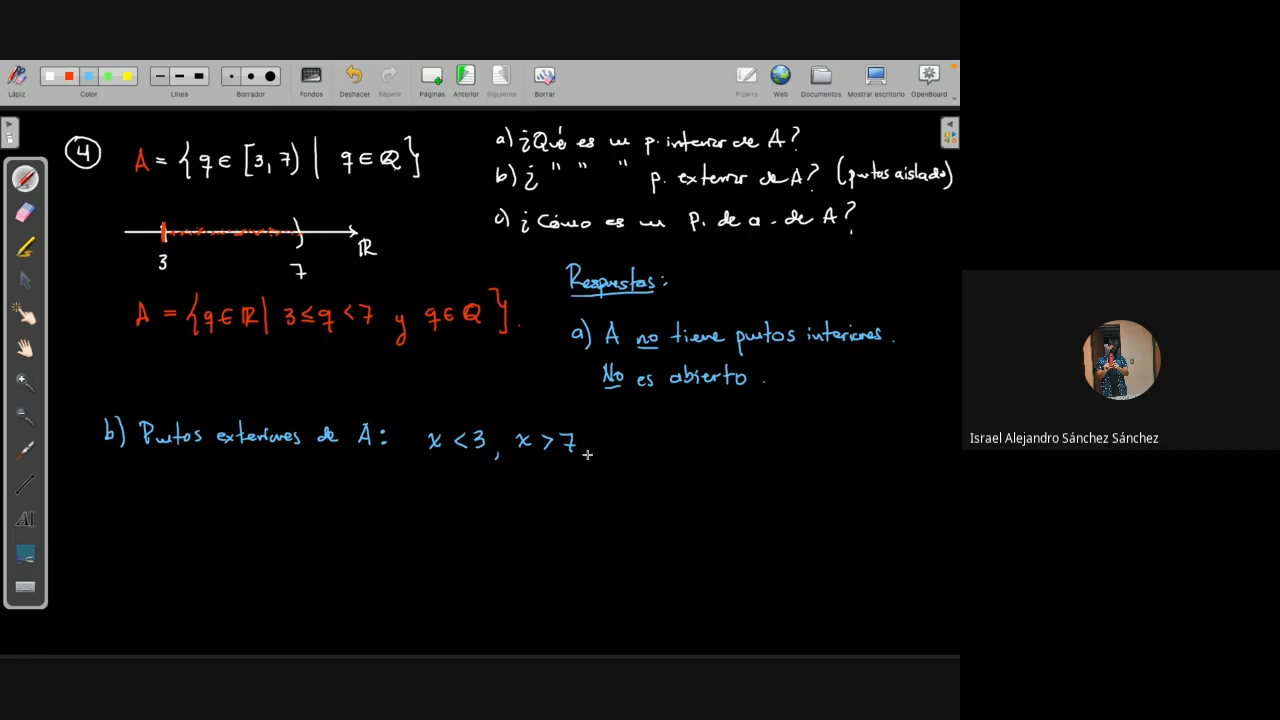 Lápiz
Color
Línea
Borrador
Fondos
Deshacer
Repetir
Páginas
Anterior
Siguiente
Borrar
Pizarra
Web
Documentos
Mostrar escritorio
OpenBoard
4 A = {q ∈ [3, 7) | q ∈ ℚ}
a) ¿Qué es un p. interior de A?
b) ¿ " " " p. exterior de A? (puntos aislado)
c) ¿Cómo es un p. de a. de A?
ℝ
3 7
A = {q ∈ ℝ | 3 ≤ q < 7 y q ∈ ℚ}.
Respuestas:
a) A no tiene puntos interiores.
No es abierto.
b) Puntos exteriores de A: x < 3, x > 7
Israel Alejandro Sánchez Sánchez